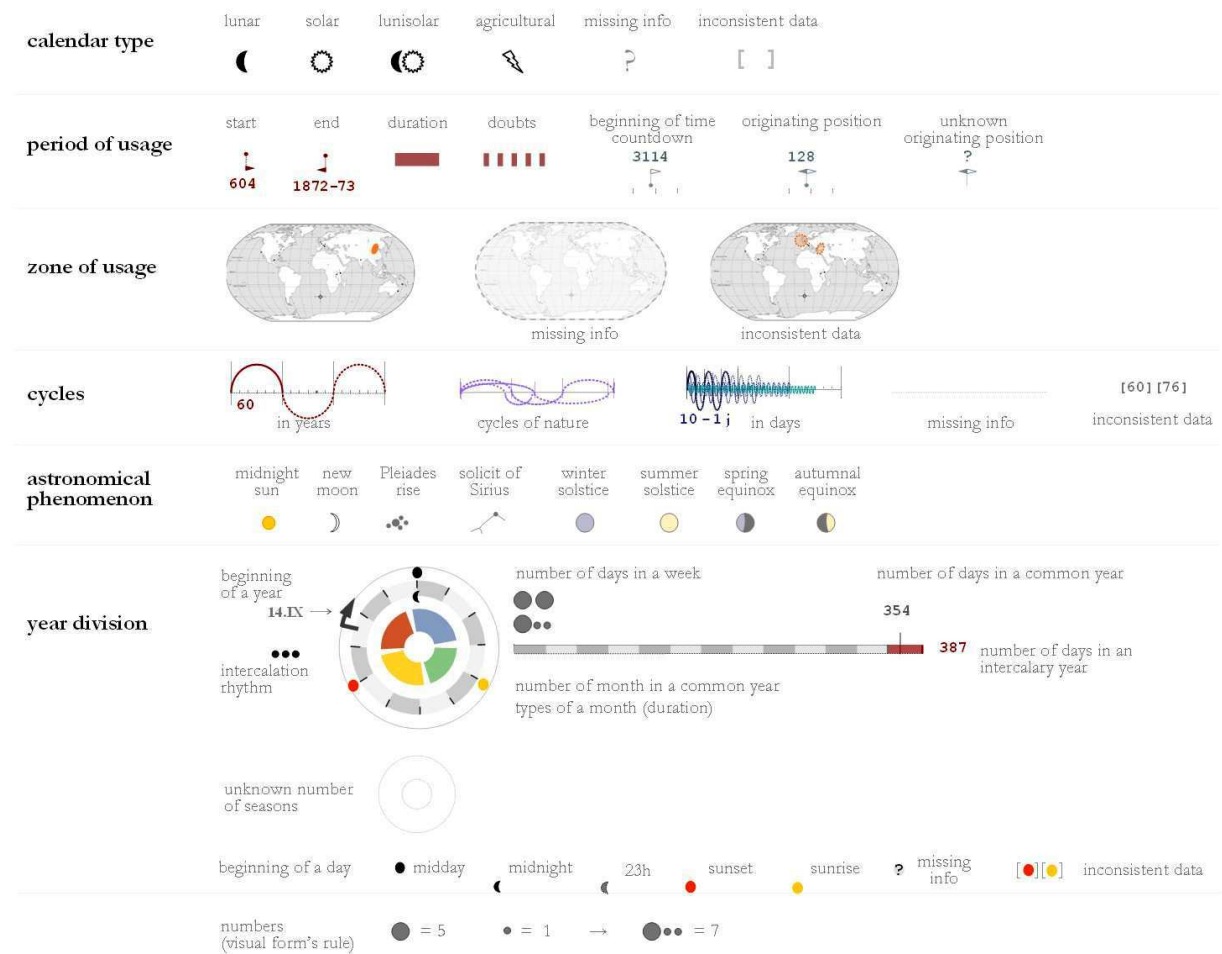 calendar type
lunar
solar
lunisolar
agricultural
missing info
inconsistent data
?
[ ]
period of usage
start
end
duration
doubts
beginning of time
countdown
originating position
unknown
originating position
604
1872-73
3114
128
?
zone of usage
missing info
inconsistent data
cycles
60
in years
cycles of nature
10 - 1 j
in days
missing info
[60] [76]
inconsistent data
astronomical
phenomenon
midnight
sun
new
moon
Pleiades
rise
solicit of
Sirius
winter
solstice
summer
solstice
spring
equinox
autumnal
equinox
year division
beginning
of a year
14.IX →
intercalation
rhythm
number of days in a week
number of days in a common year
354
387
number of days in an
intercalary year
number of month in a common year
types of a month (duration)
unknown number
of seasons
beginning of a day
midday
midnight
23h
sunset
sunrise
?
missing
info
[ ] [ ]
inconsistent data
numbers
(visual form's rule)
= 5
= 1
→
= 7